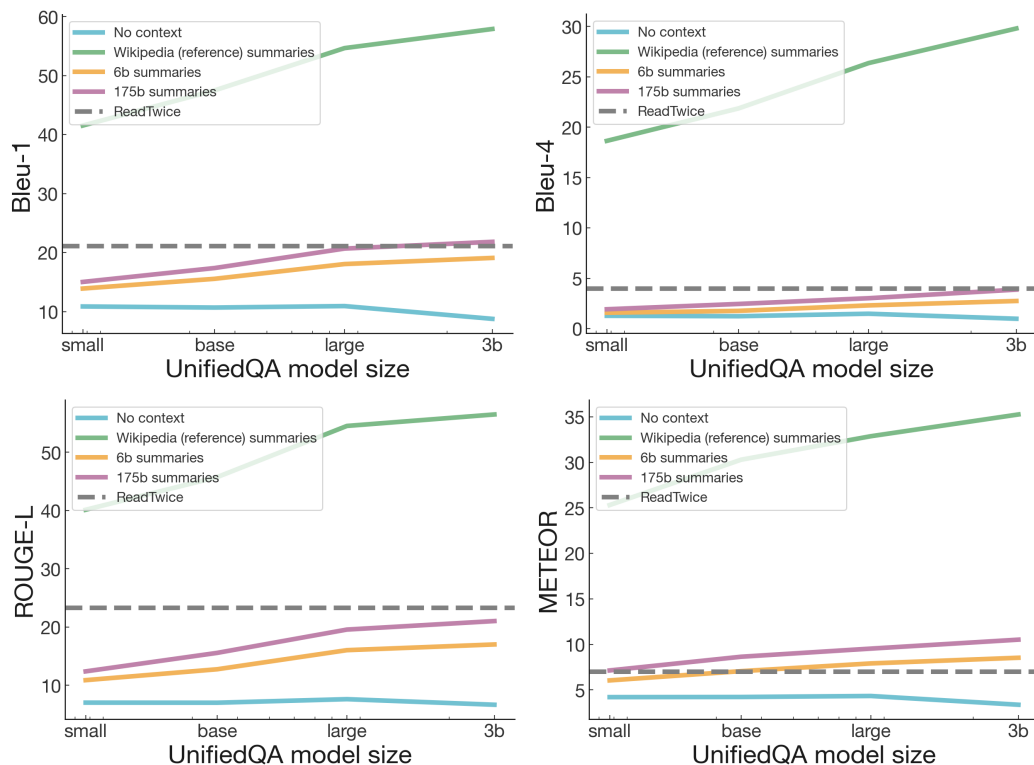 Bleu-1
60
50
40
30
20
10
No context
Wikipedia (reference) summaries
6b summaries
175b summaries
ReadTwice
small base large 3b
UnifiedQA model size
Bleu-4
30
25
20
15
10
5
0
No context
Wikipedia (reference) summaries
6b summaries
175b summaries
ReadTwice
small base large 3b
UnifiedQA model size
ROUGE-L
50
40
30
20
10
No context
Wikipedia (reference) summaries
6b summaries
175b summaries
ReadTwice
small base large 3b
UnifiedQA model size
METEOR
35
30
25
20
15
10
5
No context
Wikipedia (reference) summaries
6b summaries
175b summaries
ReadTwice
small base large 3b
UnifiedQA model size